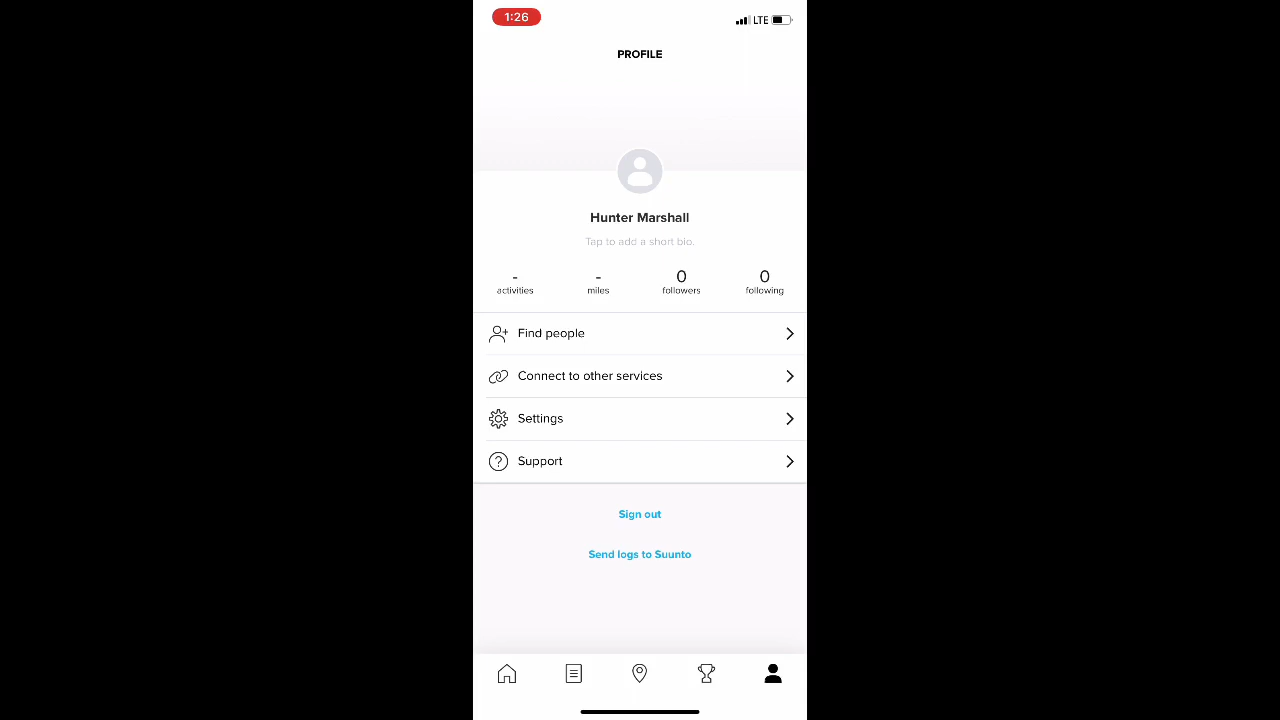 1:26
LTE
PROFILE
Hunter Marshall
Tap to add a short bio.
- - 0 0
activities miles followers following
Find people
Connect to other services
Settings
Support
Sign out
Send logs to Suunto